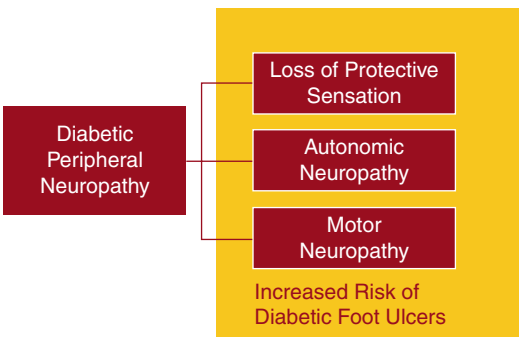 Diabetic
Peripheral
Neuropathy
Loss of Protective
Sensation
Autonomic
Neuropathy
Motor
Neuropathy
Increased Risk of
Diabetic Foot Ulcers